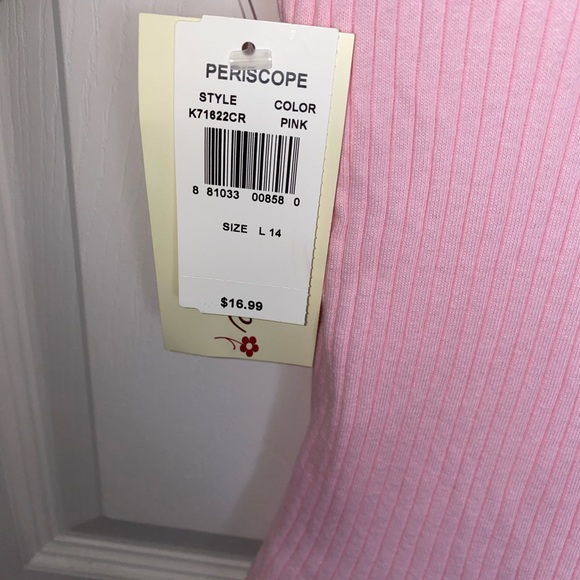 PERISCOPE
STYLE COLOR
K71622CR PINK
8 81033 00858 0
SIZE L 14
$16.99